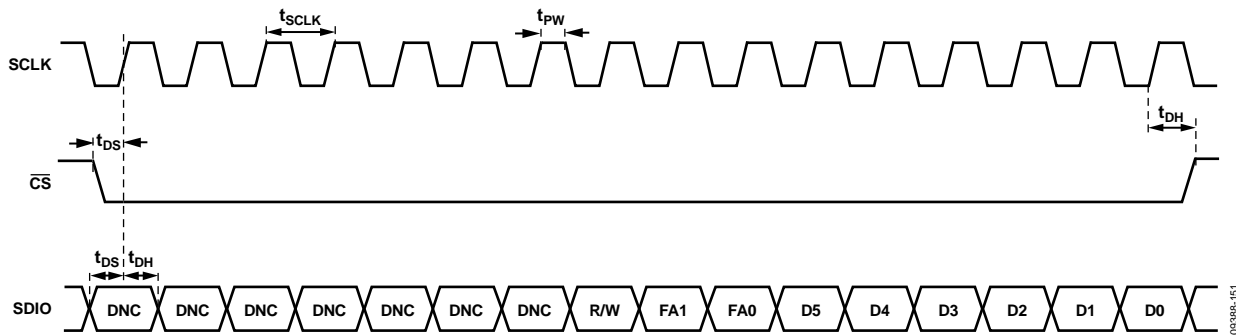 tSCLK
tPW
SCLK
tDS
tDH
CS
tDS
tDH
SDIO
DNC DNC DNC DNC DNC DNC DNC R/W FA1 FA0 D5 D4 D3 D2 D1 D0
09388-151